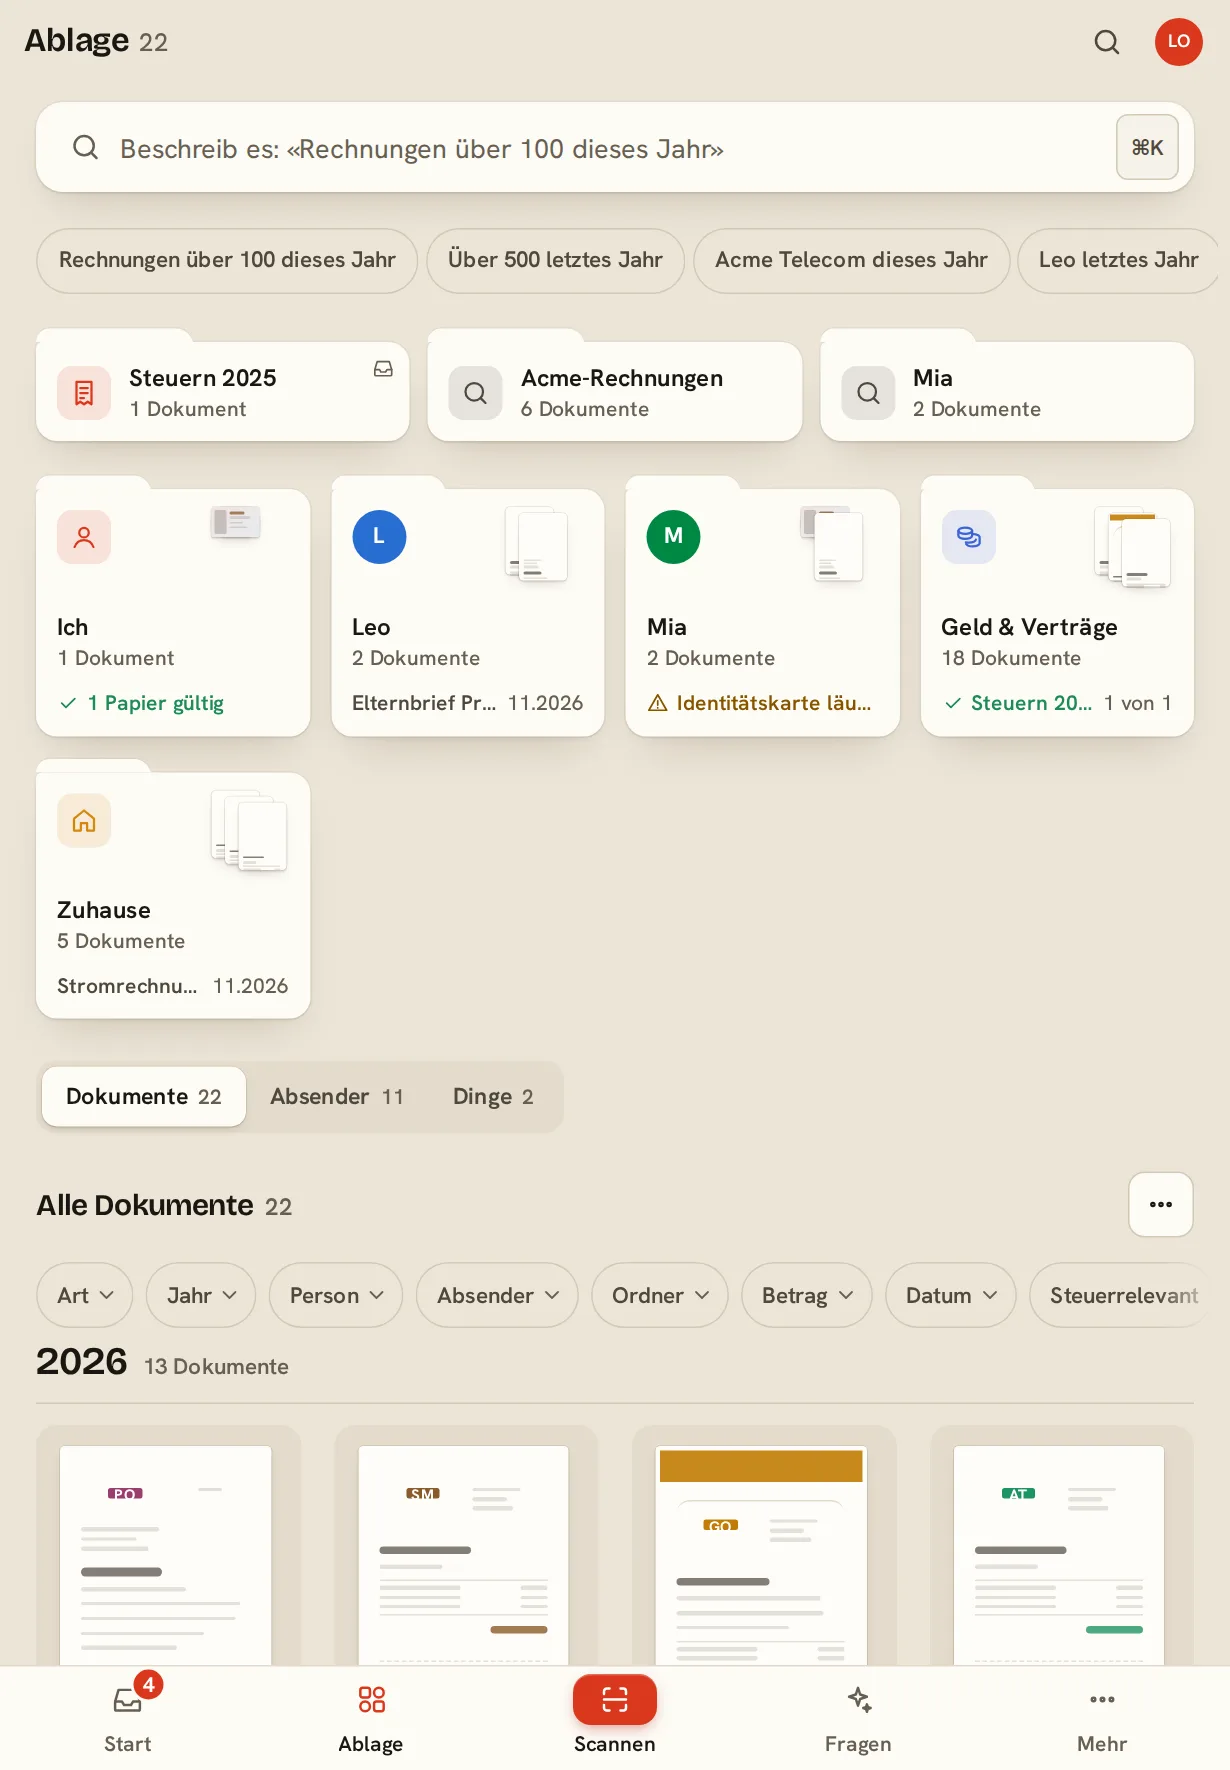 Ablage 22
LO
Beschreib es: «Rechnungen über 100 dieses Jahr»
⌘K
Rechnungen über 100 dieses Jahr
Über 500 letztes Jahr
Acme Telecom dieses Jahr
Leo letztes Jahr
Steuern 2025
1 Dokument
Acme-Rechnungen
6 Dokumente
Mia
2 Dokumente
Ich
1 Dokument
1 Papier gültig
L
Leo
2 Dokumente
Elternbrief Pr... 11.2026
M
Mia
2 Dokumente
Identitätskarte läu...
Geld & Verträge
18 Dokumente
Steuern 20... 1 von 1
Zuhause
5 Dokumente
Stromrechnu... 11.2026
Dokumente 22
Absender 11
Dinge 2
Alle Dokumente 22
Art
Jahr
Person
Absender
Ordner
Betrag
Datum
Steuerrelevant
2026 13 Dokumente
PO
SM
GO
AT
4
Start
Ablage
Scannen
Fragen
Mehr